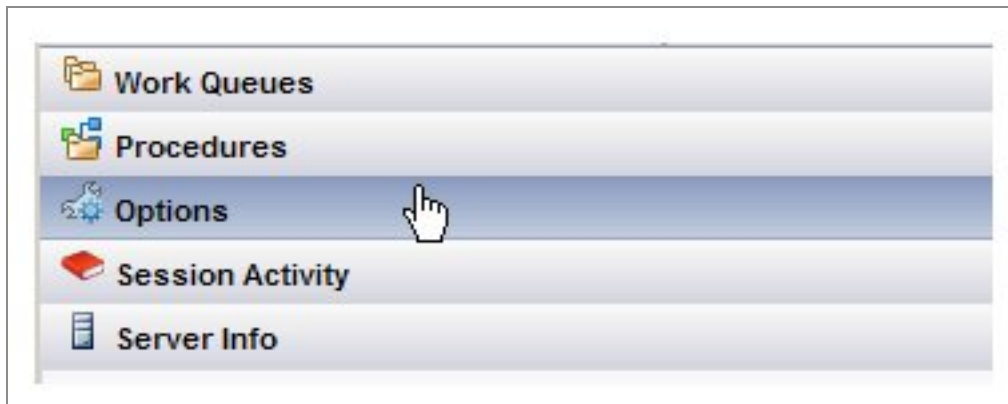 Work Queues
Procedures
Options
Session Activity
Server Info